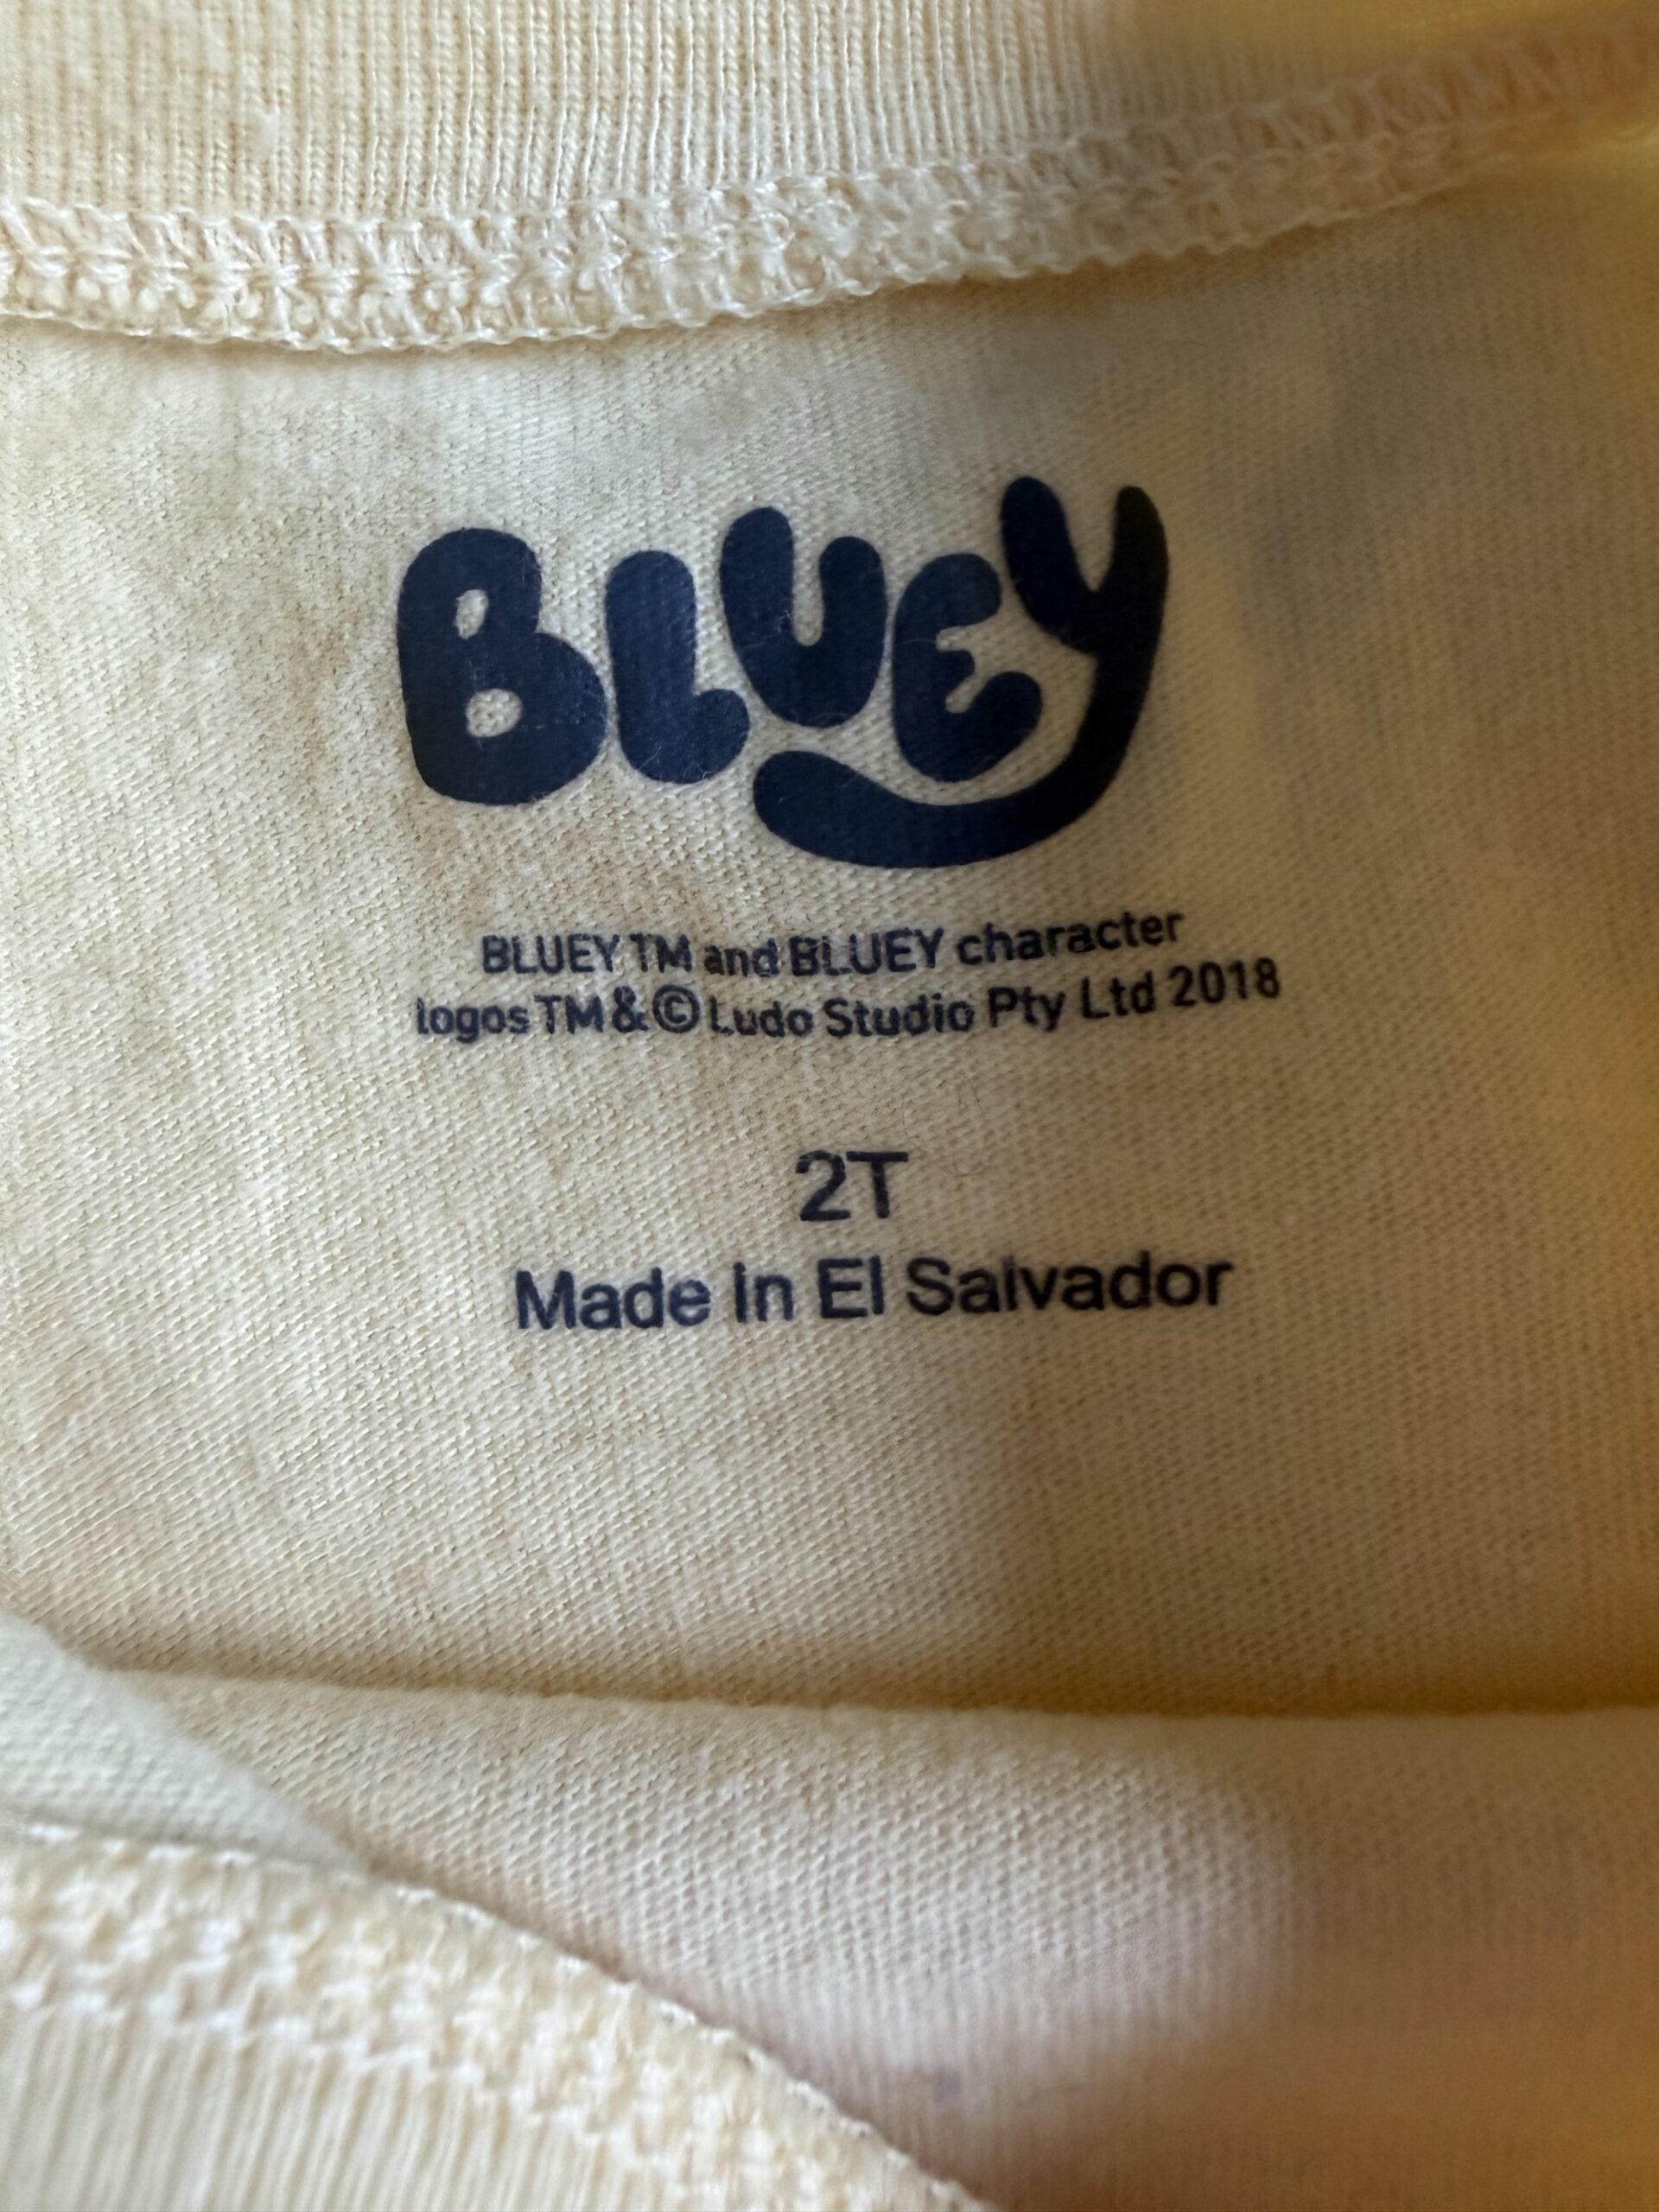 BLUEY
BLUEY TM and BLUEY character
logos TM & © Ludo Studio Pty Ltd 2018
2T
Made in El Salvador